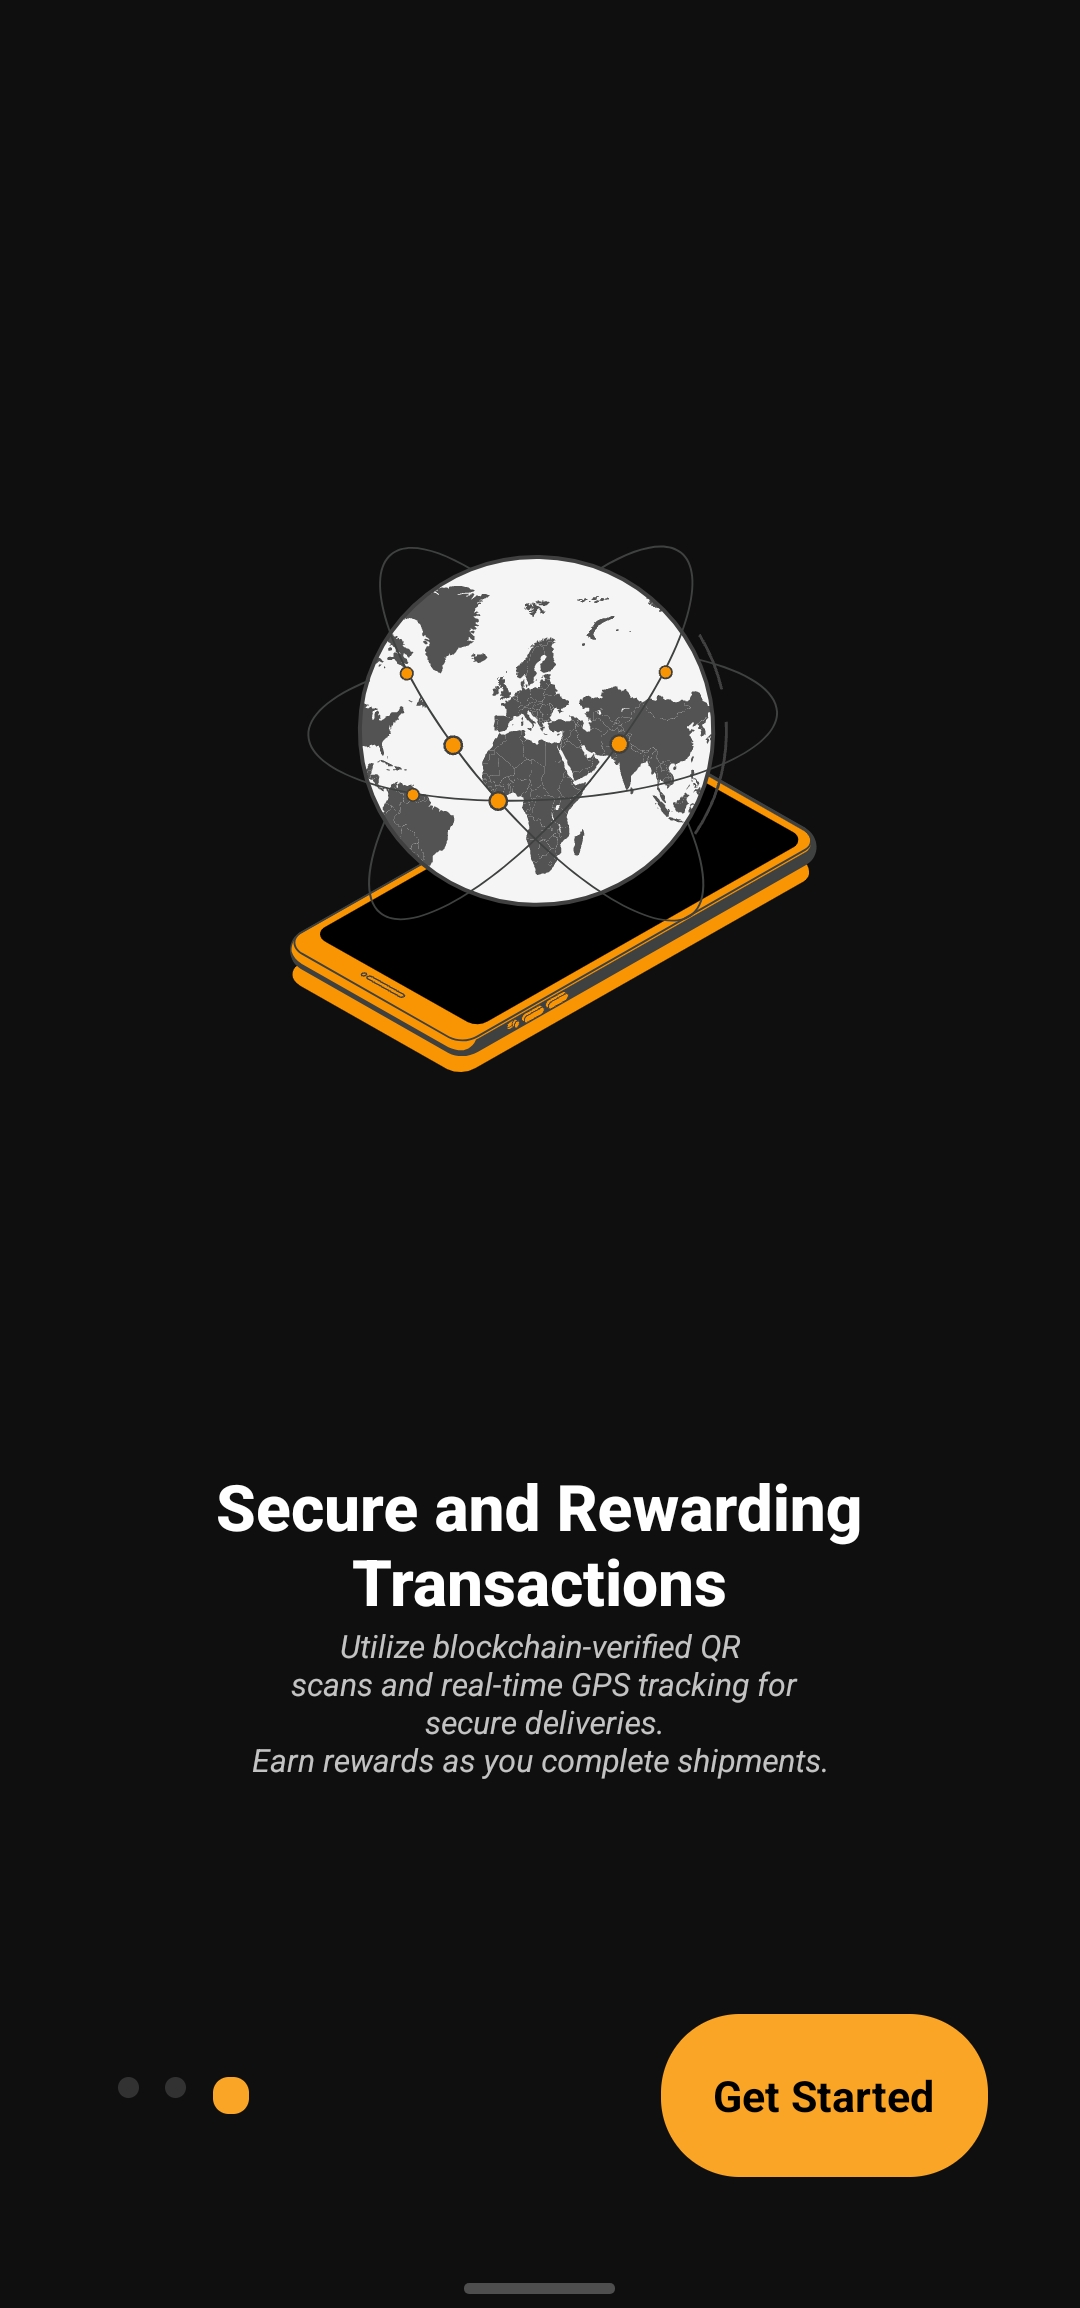 Secure and Rewarding
Transactions
Utilize blockchain-verified QR
scans and real-time GPS tracking for
secure deliveries.
Earn rewards as you complete shipments.
Get Started